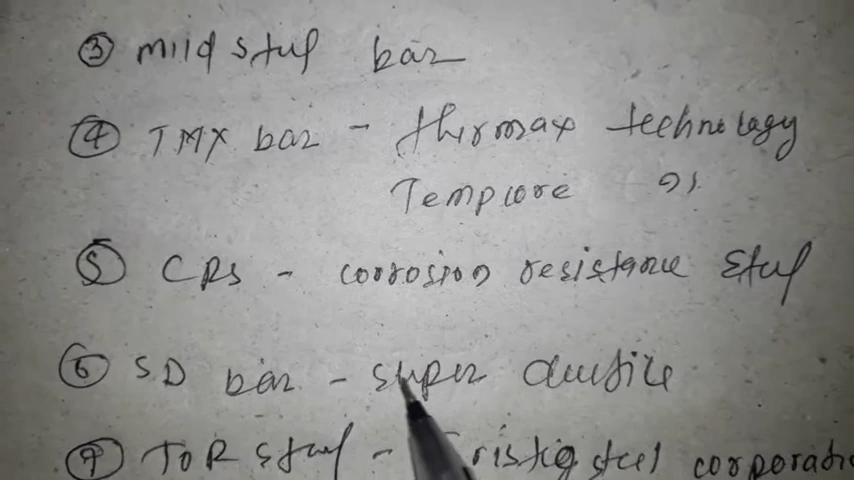 ③ mild steel bar
④ TMX bar - thermax technology
Tempcore
⑤ CRS - corrosion resistance steel
⑥ SD bar - super ductile
⑦ TOR steel - steel corporation